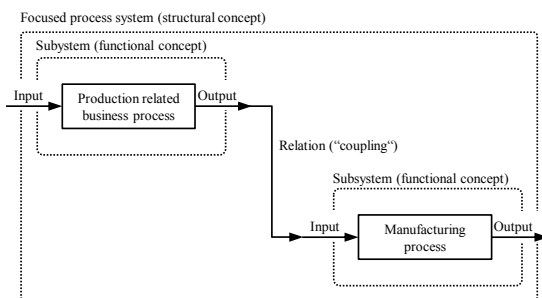 Focused process system (structural concept)
Subystem (functional concept)
Input
Production related
business process
Output
Relation (“coupling“)
Subsystem (functional concept)
Input
Manufacturing
process
Output